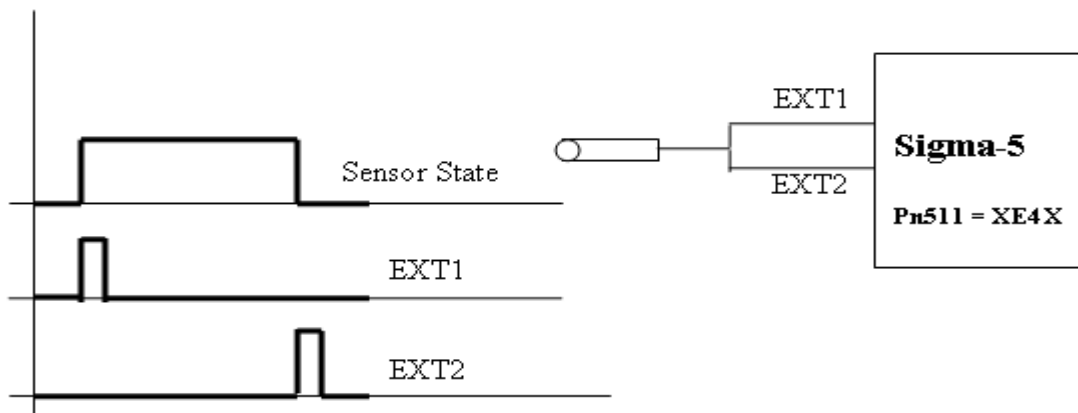 Sensor State
EXT1
EXT2
EXT1
EXT2
Sigma-5
Pn511 = XE4X